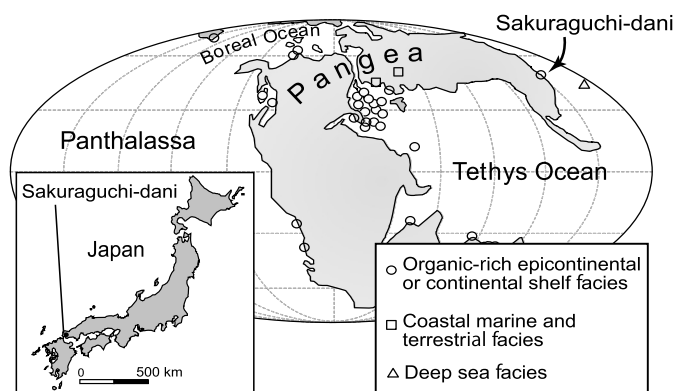 Sakuraguchi-dani
Boreal Ocean
Pangea
Panthalassa
Tethys Ocean
Sakuraguchi-dani
Japan
0 500 km
Organic-rich epicontinental
or continental shelf facies
Coastal marine and
terrestrial facies
Deep sea facies